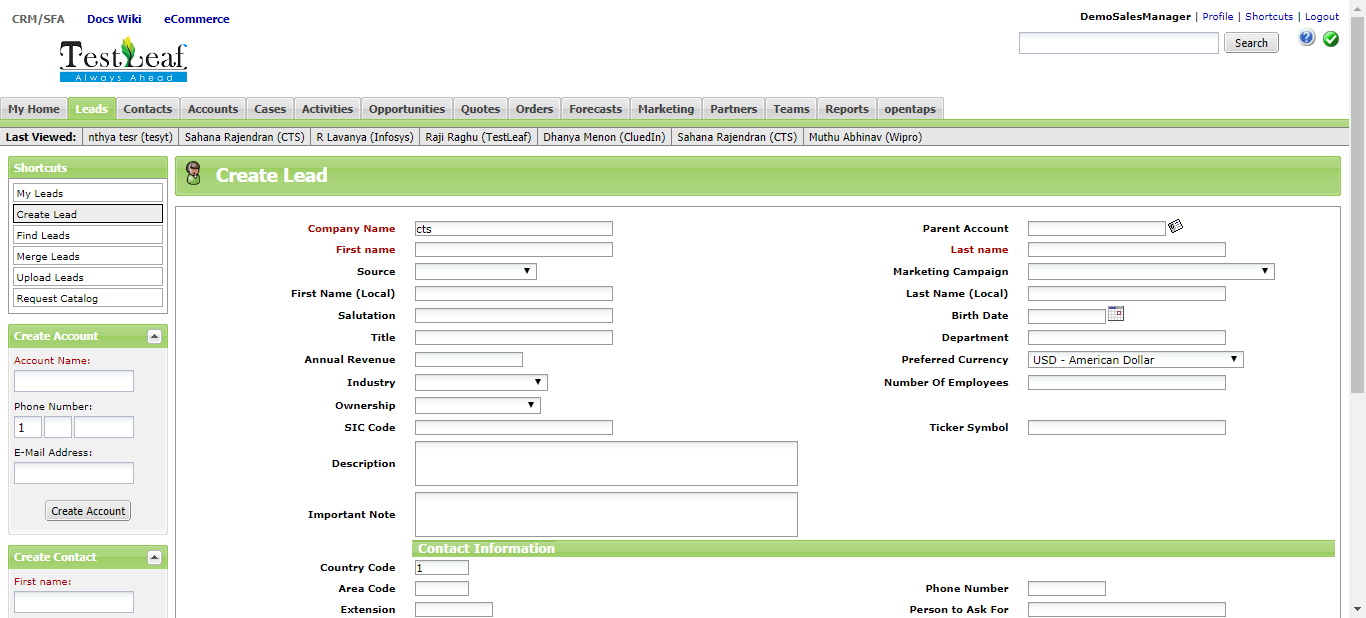 CRM/SFA Docs Wiki eCommerce
DemoSalesManager | Profile | Shortcuts | Logout
TestLeaf
Always Ahead
Search
My Home Leads Contacts Accounts Cases Activities Opportunities Quotes Orders Forecasts Marketing Partners Teams Reports opentaps
Last Viewed: nthya tesr (tesyt) Sahana Rajendran (CTS) R Lavanya (Infosys) Raji Raghu (TestLeaf) Dhanya Menon (CluedIn) Sahana Rajendran (CTS) Muthu Abhinav (Wipro)
Shortcuts
My Leads
Create Lead
Find Leads
Merge Leads
Upload Leads
Request Catalog
Create Account
Account Name:
Phone Number:
1
E-Mail Address:
Create Account
Create Contact
First name:
Create Lead
Company Name cts Parent Account
First name Last name
Source Marketing Campaign
First Name (Local) Last Name (Local)
Salutation Birth Date
Title Department
Annual Revenue Preferred Currency USD - American Dollar
Industry Number Of Employees
Ownership
SIC Code Ticker Symbol
Description
Important Note
Contact Information
Country Code 1
Area Code Phone Number
Extension Person to Ask For